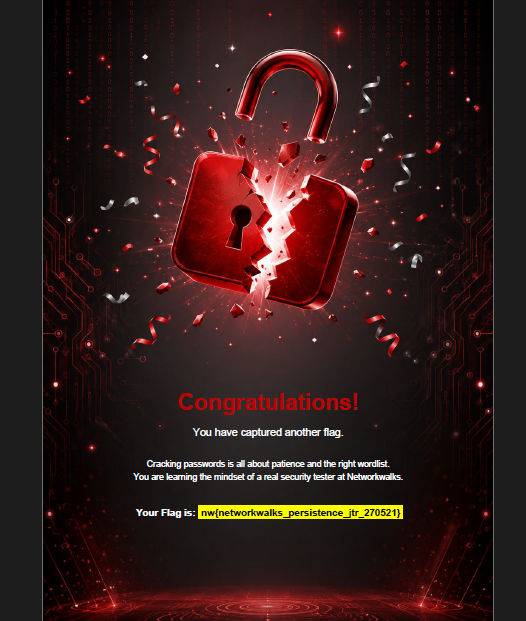 Congratulations!
You have captured another flag.
Cracking passwords is all about patience and the right wordlist.
You are learning the mindset of a real security tester at Networkwalks.
Your Flag is: nw{networkwalks_persistence_jtr_270521}